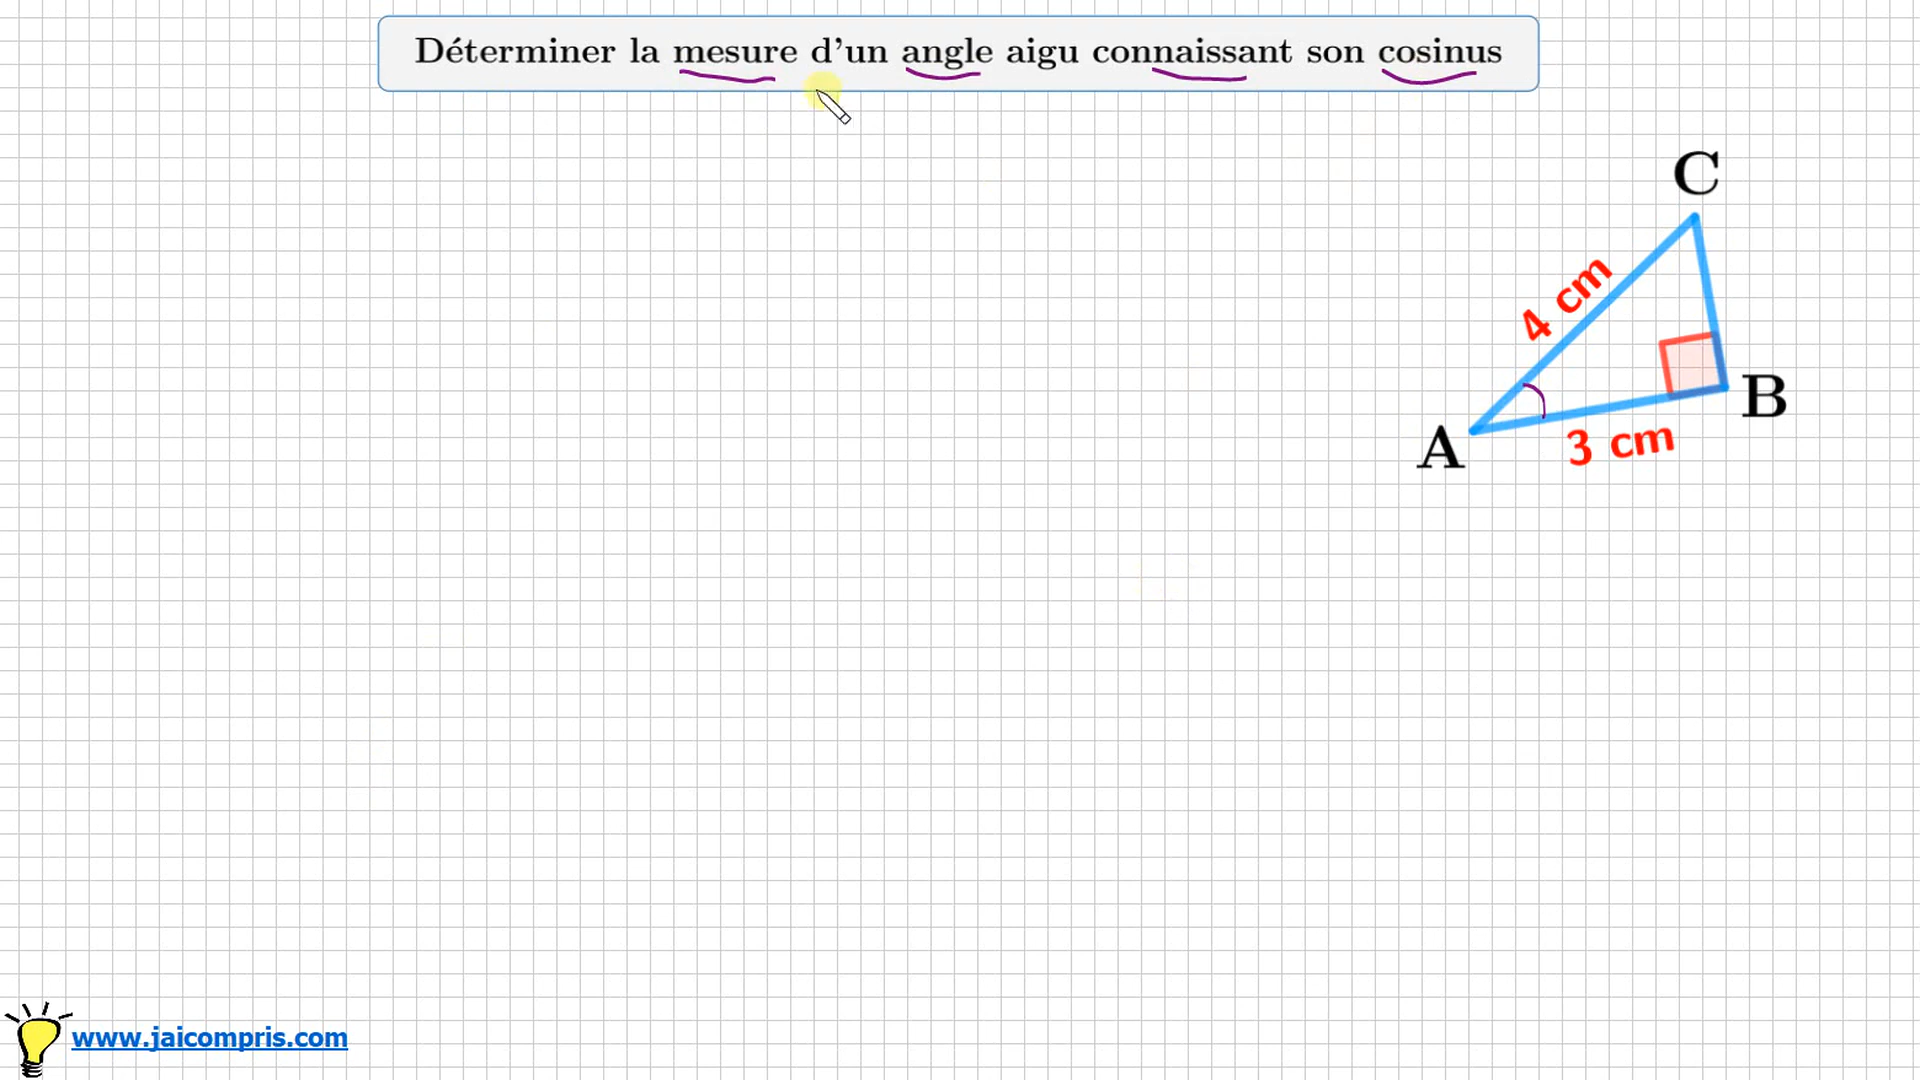 Déterminer la mesure d'un angle aigu connaissant son cosinus
C
4 cm
B
A
3 cm
www.jaicompris.com